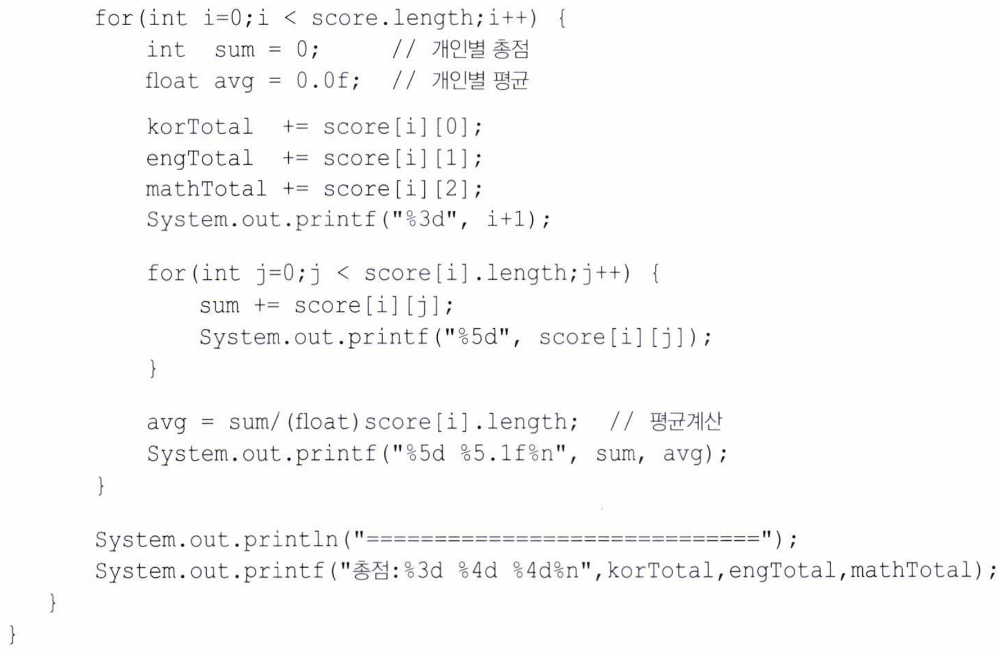 for(int i=0;i < score.length;i++) {
int sum = 0; // 개인별 총점
float avg = 0.0f; // 개인별 평균
korTotal += score[i][0];
engTotal += score[i][1];
mathTotal += score[i][2];
System.out.printf("%3d", i+1);
for(int j=0;j < score[i].length;j++) {
sum += score[i][j];
System.out.printf("%5d", score[i][j]);
}
avg = sum/(float)score[i].length; // 평균계산
System.out.printf("%5d %5.1f%n", sum, avg);
}
System.out.println("=============================");
System.out.printf("총점:%3d %4d %4d%n",korTotal,engTotal,mathTotal);
}
}